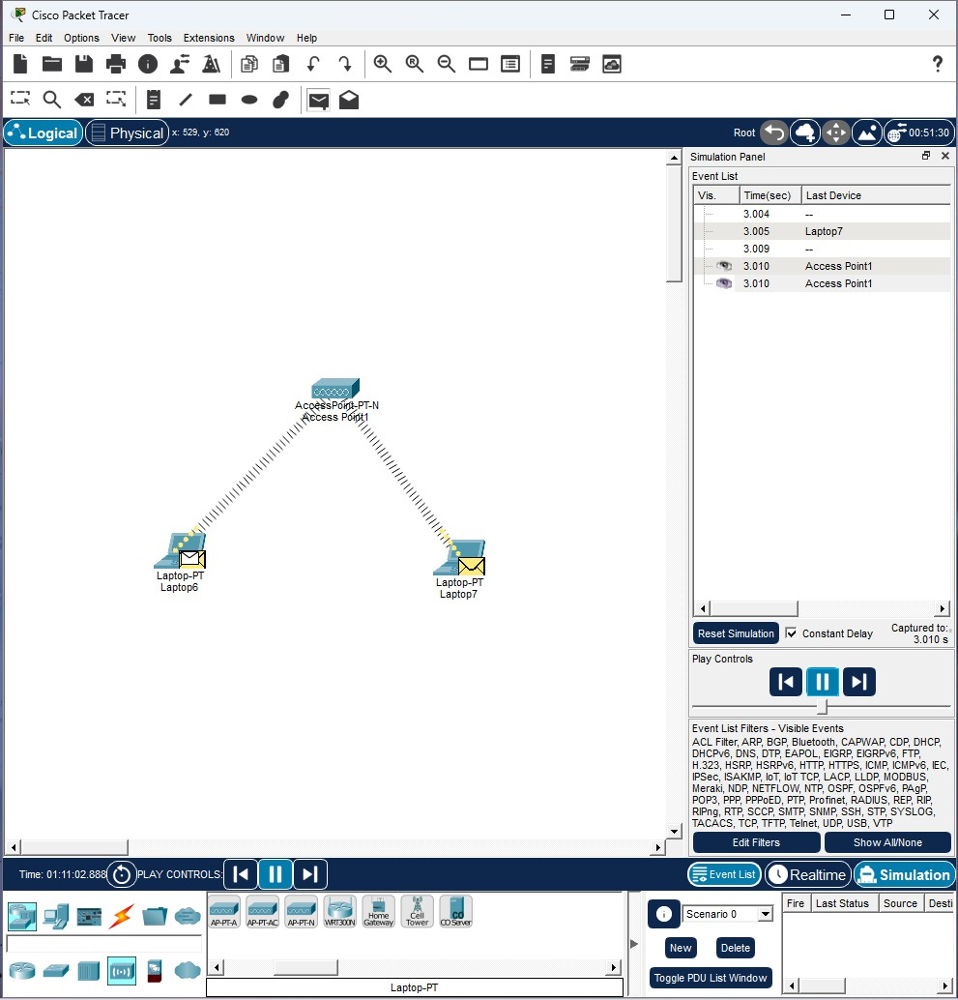 Cisco Packet Tracer
File Edit Options View Tools Extensions Window Help
Logical Physical x: 529, y: 620 Root 00:51:30
Simulation Panel
Event List
Vis. Time(sec) Last Device
3.004 --
3.005 Laptop7
3.009 --
3.010 Access Point1
3.010 Access Point1
AccessPoint-PT-N
Access Point1
Laptop-PT
Laptop6
Laptop-PT
Laptop7
Reset Simulation Constant Delay Captured to:
3.010 s
Play Controls
Event List Filters - Visible Events
ACL Filter, ARP, BGP, Bluetooth, CAPWAP, CDP, DHCP,
DHCPv6, DNS, DTP, EAPOL, EIGRP, EIGRPv6, FTP,
H.323, HSRP, HSRPv6, HTTP, HTTPS, ICMP, ICMPv6, IEC,
IPSec, ISAKMP, IoT, IoT TCP, LACP, LLDP, MODBUS,
Meraki, NDP, NETFLOW, NTP, OSPF, OSPFv6, PAgP,
POP3, PPP, PPPoED, PTP, Profinet, RADIUS, REP, RIP,
RIPng, RTP, SCCP, SMTP, SNMP, SSH, STP, SYSLOG,
TACACS, TCP, TFTP, Telnet, UDP, USB, VTP
Edit Filters Show All/None
Time: 01:11:02.888 PLAY CONTROLS: Event List Realtime Simulation
AP-PT-A AP-PT-AC AP-PT-N WRT300N Home Gateway Cell Tower CO Server
Laptop-PT
Scenario 0
New Delete
Toggle PDU List Window
Fire Last Status Source Desti